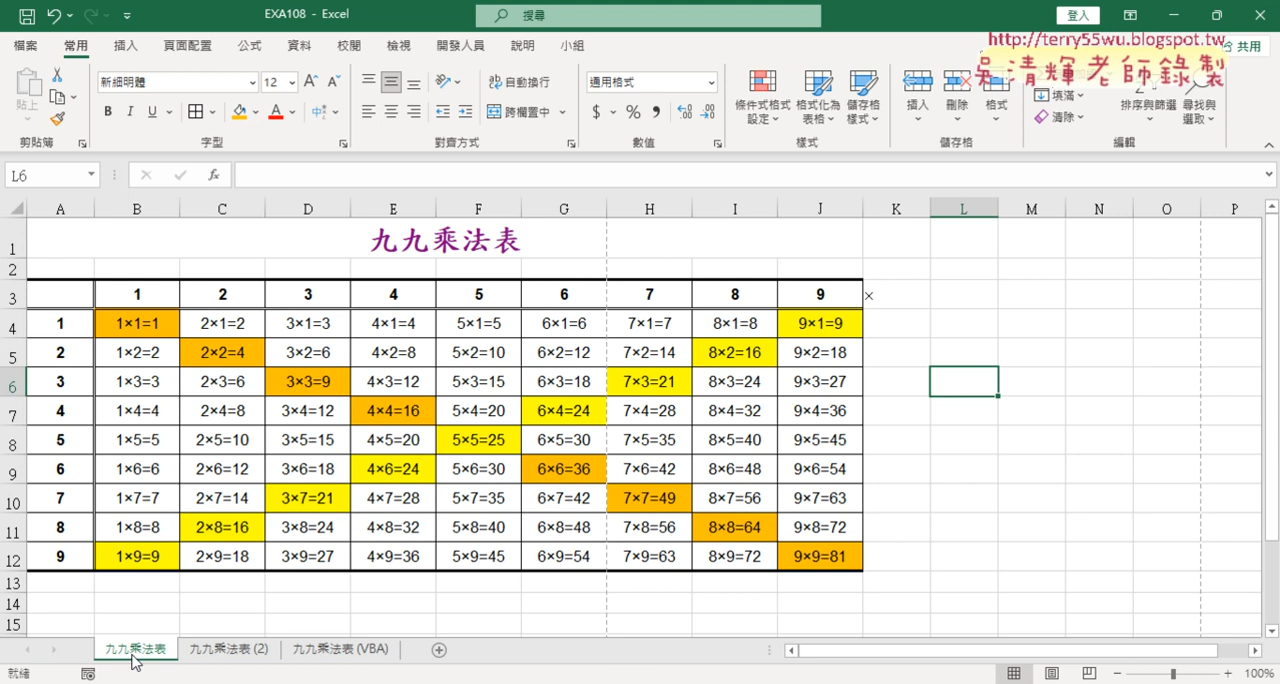 EXA108 - Excel
搜尋
登入
檔案 常用 插入 頁面配置 公式 資料 校閱 檢視 開發人員 說明 小組
http://terry55wu.blogspot.tw
吳清輝老師錄製
共用
貼上
新細明體 12
B I U
自動換行
跨欄置中
通用格式
$ % ,
條件式格式設定
格式化為表格
儲存格樣式
插入 刪除 格式
填滿
清除
排序與篩選 尋找與選取
剪貼簿 字型 對齊方式 數值 樣式 儲存格 編輯
L6 fx
A B C D E F G H I J K L M N O P
1 九九乘法表
2
3 1 2 3 4 5 6 7 8 9 ×
4 1 1×1=1 2×1=2 3×1=3 4×1=4 5×1=5 6×1=6 7×1=7 8×1=8 9×1=9
5 2 1×2=2 2×2=4 3×2=6 4×2=8 5×2=10 6×2=12 7×2=14 8×2=16 9×2=18
6 3 1×3=3 2×3=6 3×3=9 4×3=12 5×3=15 6×3=18 7×3=21 8×3=24 9×3=27
7 4 1×4=4 2×4=8 3×4=12 4×4=16 5×4=20 6×4=24 7×4=28 8×4=32 9×4=36
8 5 1×5=5 2×5=10 3×5=15 4×5=20 5×5=25 6×5=30 7×5=35 8×5=40 9×5=45
9 6 1×6=6 2×6=12 3×6=18 4×6=24 5×6=30 6×6=36 7×6=42 8×6=48 9×6=54
10 7 1×7=7 2×7=14 3×7=21 4×7=28 5×7=35 6×7=42 7×7=49 8×7=56 9×7=63
11 8 1×8=8 2×8=16 3×8=24 4×8=32 5×8=40 6×8=48 7×8=56 8×8=64 9×8=72
12 9 1×9=9 2×9=18 3×9=27 4×9=36 5×9=45 6×9=54 7×9=63 8×9=72 9×9=81
13
14
15
九九乘法表 九九乘法表 (2) 九九乘法表 (VBA)
就緒 100%